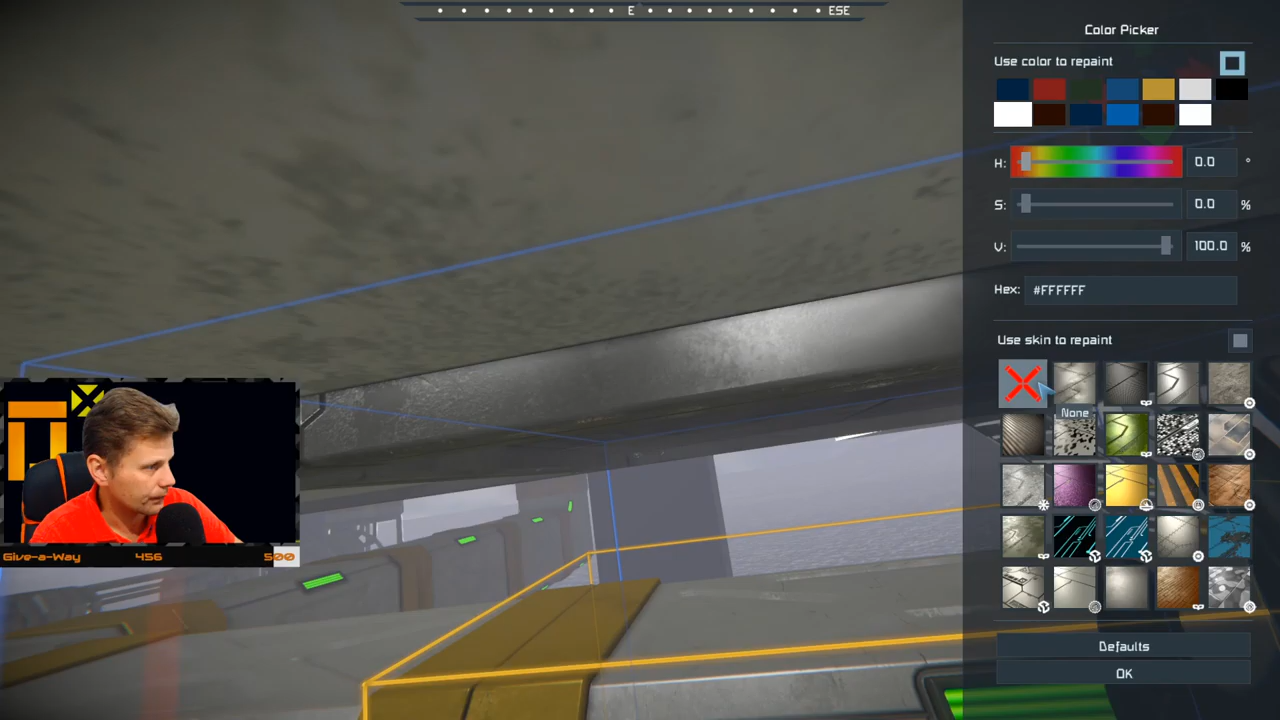 E
ESE
Color Picker
Use color to repaint
H:
0.0
°
S:
0.0
%
V:
100.0
%
Hex:
#FFFFFF
Use skin to repaint
None
Give-a-Way
456
500
Defaults
OK